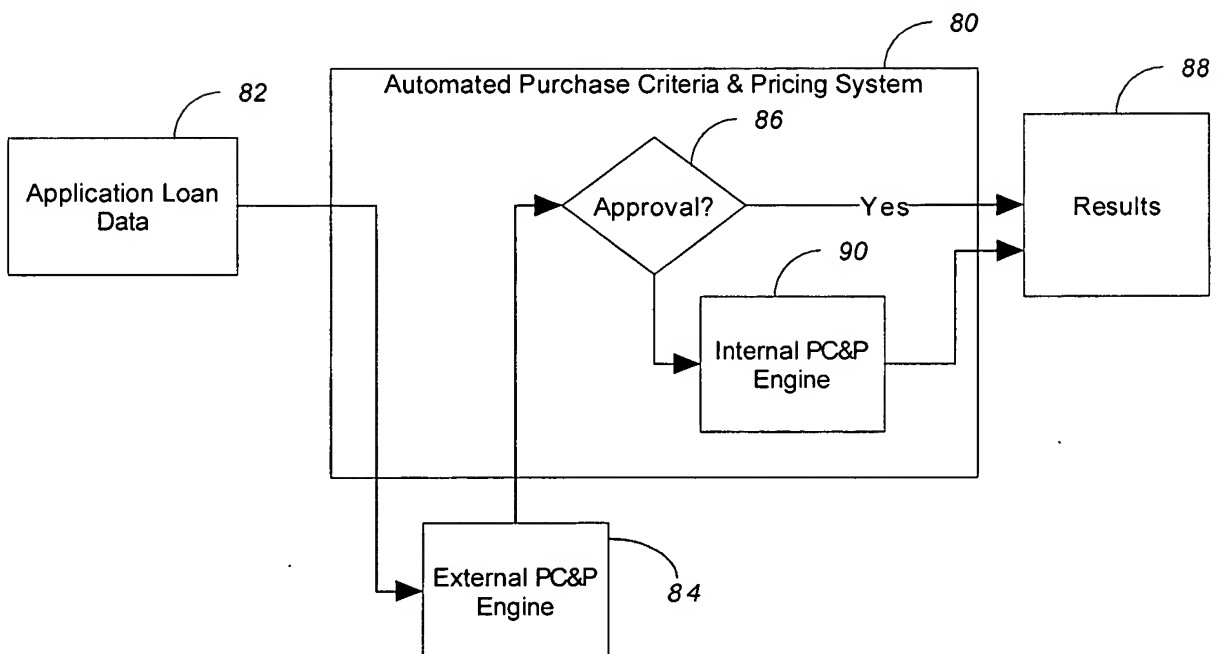 80
Automated Purchase Criteria & Pricing System
82
Application Loan
Data
86
Approval?
Yes
88
Results
90
Internal PC&P
Engine
External PC&P
Engine
84